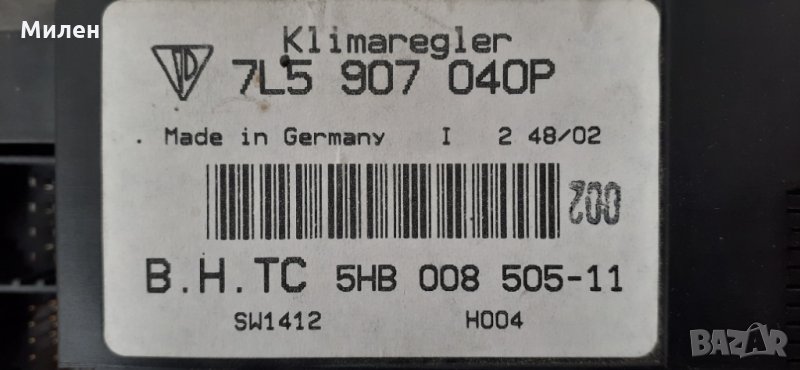 Милен
Klimaregler
7L5 907 040P
. Made in Germany I 2 48/02
002
B.H.TC 5HB 008 505-11
SW1412 H004
BAZAR